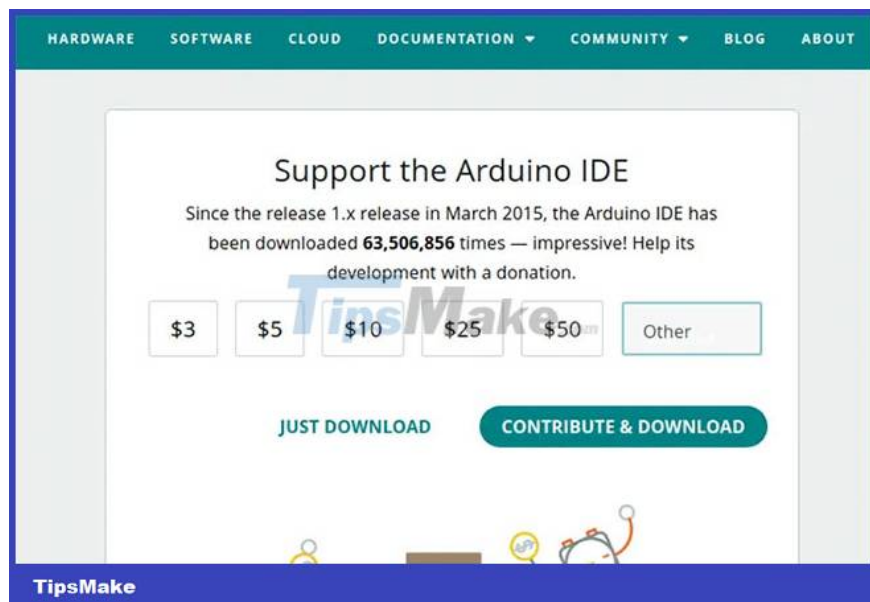 HARDWARE SOFTWARE CLOUD DOCUMENTATION COMMUNITY BLOG ABOUT
Support the Arduino IDE
Since the release 1.x release in March 2015, the Arduino IDE has
been downloaded 63,506,856 times — impressive! Help its
development with a donation.
TipsMake.com
$3 $5 $10 $25 $50 Other
JUST DOWNLOAD CONTRIBUTE & DOWNLOAD
TipsMake